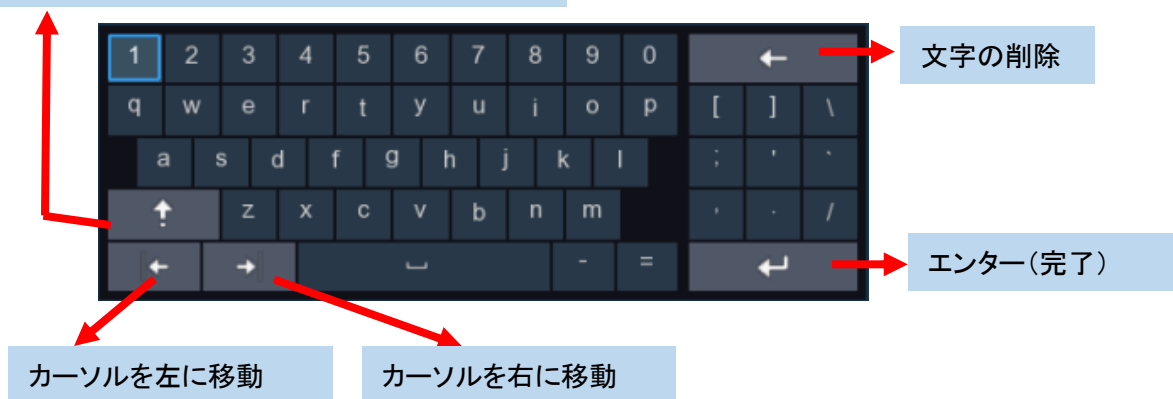 1 2 3 4 5 6 7 8 9 0
文字の削除
q w e r t y u i o p [ ] \
a s d f g h j k l ; ' `
z x c v b n m , . /
- =
エンター（完了）
カーソルを左に移動
カーソルを右に移動